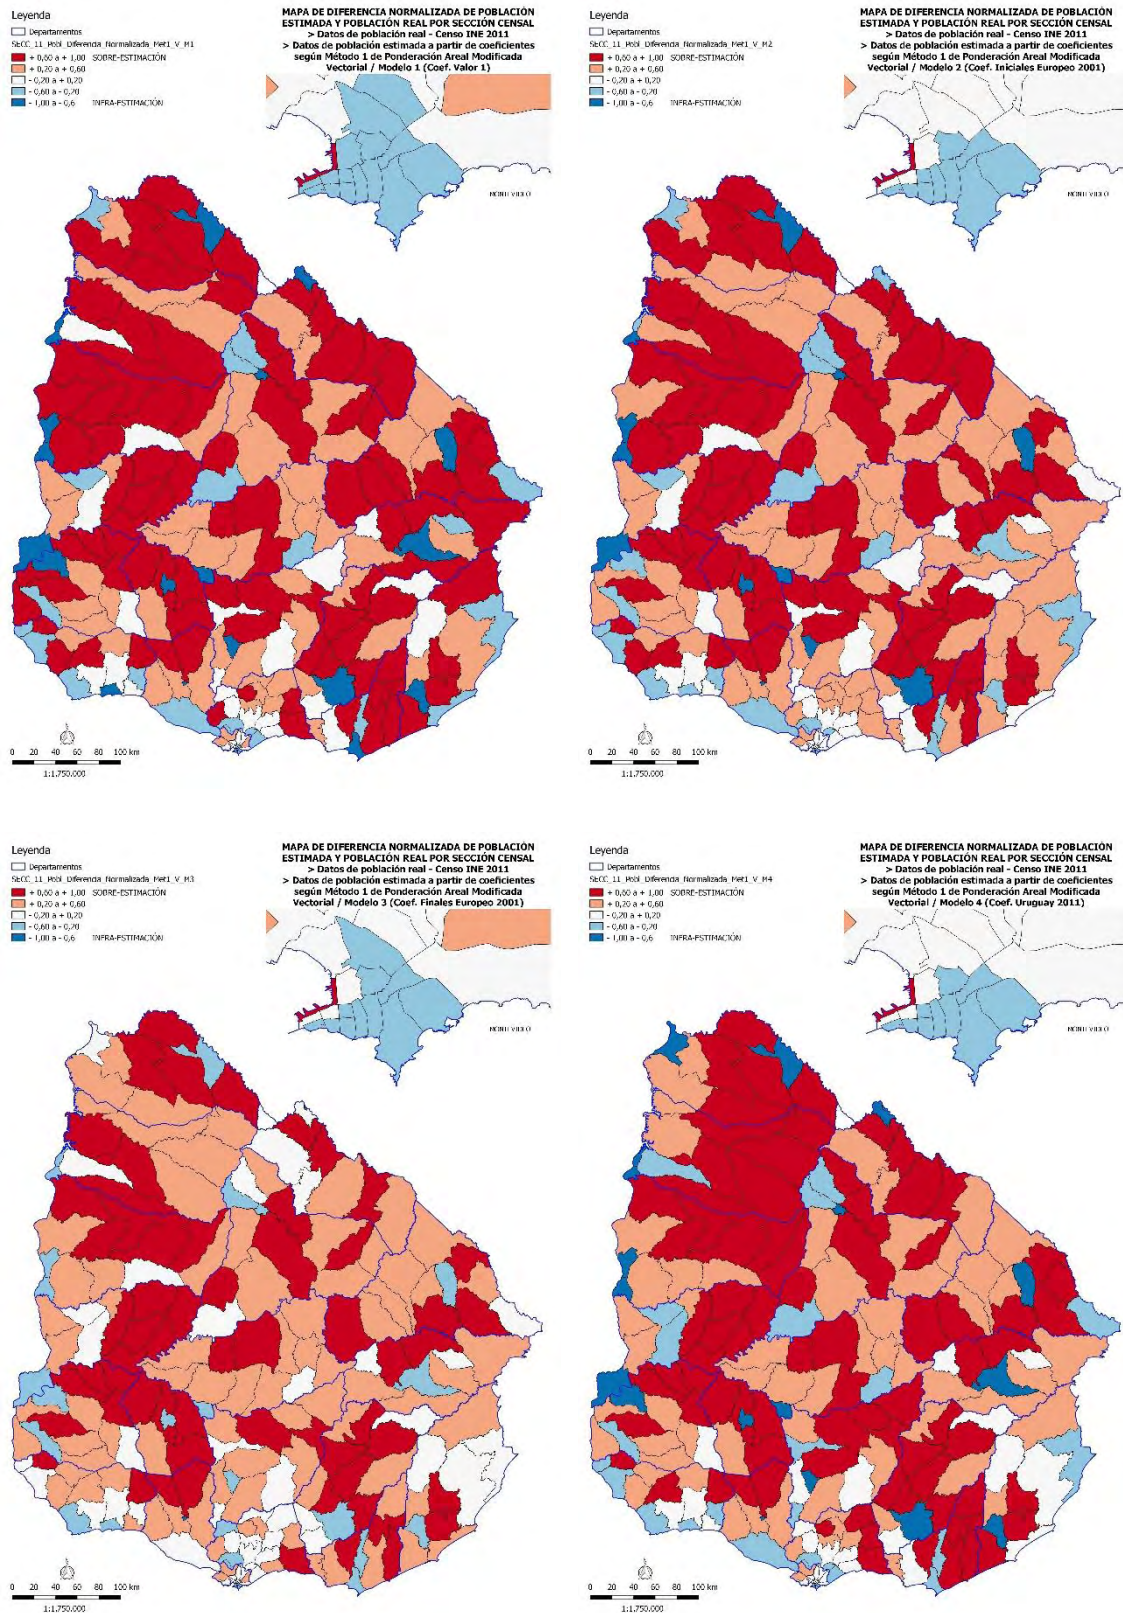 Leyenda
Departamentos
SECC_11_Pobl_Diferencia_Normalizada_Met1_V_M1
+ 0,60 a + 1,00 SOBRE-ESTIMACIÓN
+ 0,20 a + 0,60
- 0,20 a + 0,20
- 0,60 a - 0,20
- 1,00 a - 0,6 INFRA-ESTIMACIÓN
MAPA DE DIFERENCIA NORMALIZADA DE POBLACIÓN
ESTIMADA Y POBLACIÓN REAL POR SECCIÓN CENSAL
> Datos de población real - Censo INE 2011
> Datos de población estimada a partir de coeficientes
según Método 1 de Ponderación Areal Modificada
Vectorial / Modelo 1 (Coef. Valor 1)
MONTEVIDEO
0 20 40 60 80 100 km
1:1.750.000
Leyenda
Departamentos
SECC_11_Pobl_Diferencia_Normalizada_Met1_V_M2
+ 0,60 a + 1,00 SOBRE-ESTIMACIÓN
+ 0,20 a + 0,60
- 0,20 a + 0,20
- 0,60 a - 0,20
- 1,00 a - 0,6 INFRA-ESTIMACIÓN
MAPA DE DIFERENCIA NORMALIZADA DE POBLACIÓN
ESTIMADA Y POBLACIÓN REAL POR SECCIÓN CENSAL
> Datos de población real - Censo INE 2011
> Datos de población estimada a partir de coeficientes
según Método 1 de Ponderación Areal Modificada
Vectorial / Modelo 2 (Coef. Iniciales Europeo 2001)
MONTEVIDEO
0 20 40 60 80 100 km
1:1.750.000
Leyenda
Departamentos
SECC_11_Pobl_Diferencia_Normalizada_Met1_V_M3
+ 0,60 a + 1,00 SOBRE-ESTIMACIÓN
+ 0,20 a + 0,60
- 0,20 a + 0,20
- 0,60 a - 0,20
- 1,00 a - 0,6 INFRA-ESTIMACIÓN
MAPA DE DIFERENCIA NORMALIZADA DE POBLACIÓN
ESTIMADA Y POBLACIÓN REAL POR SECCIÓN CENSAL
> Datos de población real - Censo INE 2011
> Datos de población estimada a partir de coeficientes
según Método 1 de Ponderación Areal Modificada
Vectorial / Modelo 3 (Coef. Finales Europeo 2001)
MONTEVIDEO
0 20 40 60 80 100 km
1:1.750.000
Leyenda
Departamentos
SECC_11_Pobl_Diferencia_Normalizada_Met1_V_M4
+ 0,60 a + 1,00 SOBRE-ESTIMACIÓN
+ 0,20 a + 0,60
- 0,20 a + 0,20
- 0,60 a - 0,20
- 1,00 a - 0,6 INFRA-ESTIMACIÓN
MAPA DE DIFERENCIA NORMALIZADA DE POBLACIÓN
ESTIMADA Y POBLACIÓN REAL POR SECCIÓN CENSAL
> Datos de población real - Censo INE 2011
> Datos de población estimada a partir de coeficientes
según Método 1 de Ponderación Areal Modificada
Vectorial / Modelo 4 (Coef. Uruguay 2011)
MONTEVIDEO
0 20 40 60 80 100 km
1:1.750.000